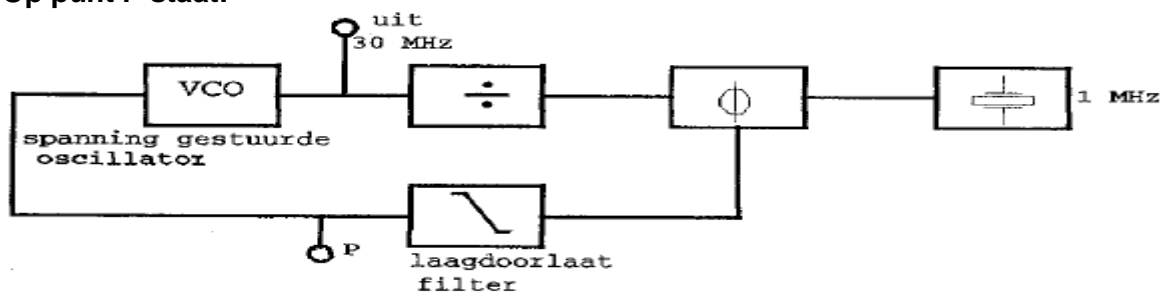 Op punt P staat:
uit
30 MHz
VCO
÷
Φ
1 MHz
spanning gestuurde
oscillator
P
laagdoorlaat
filter